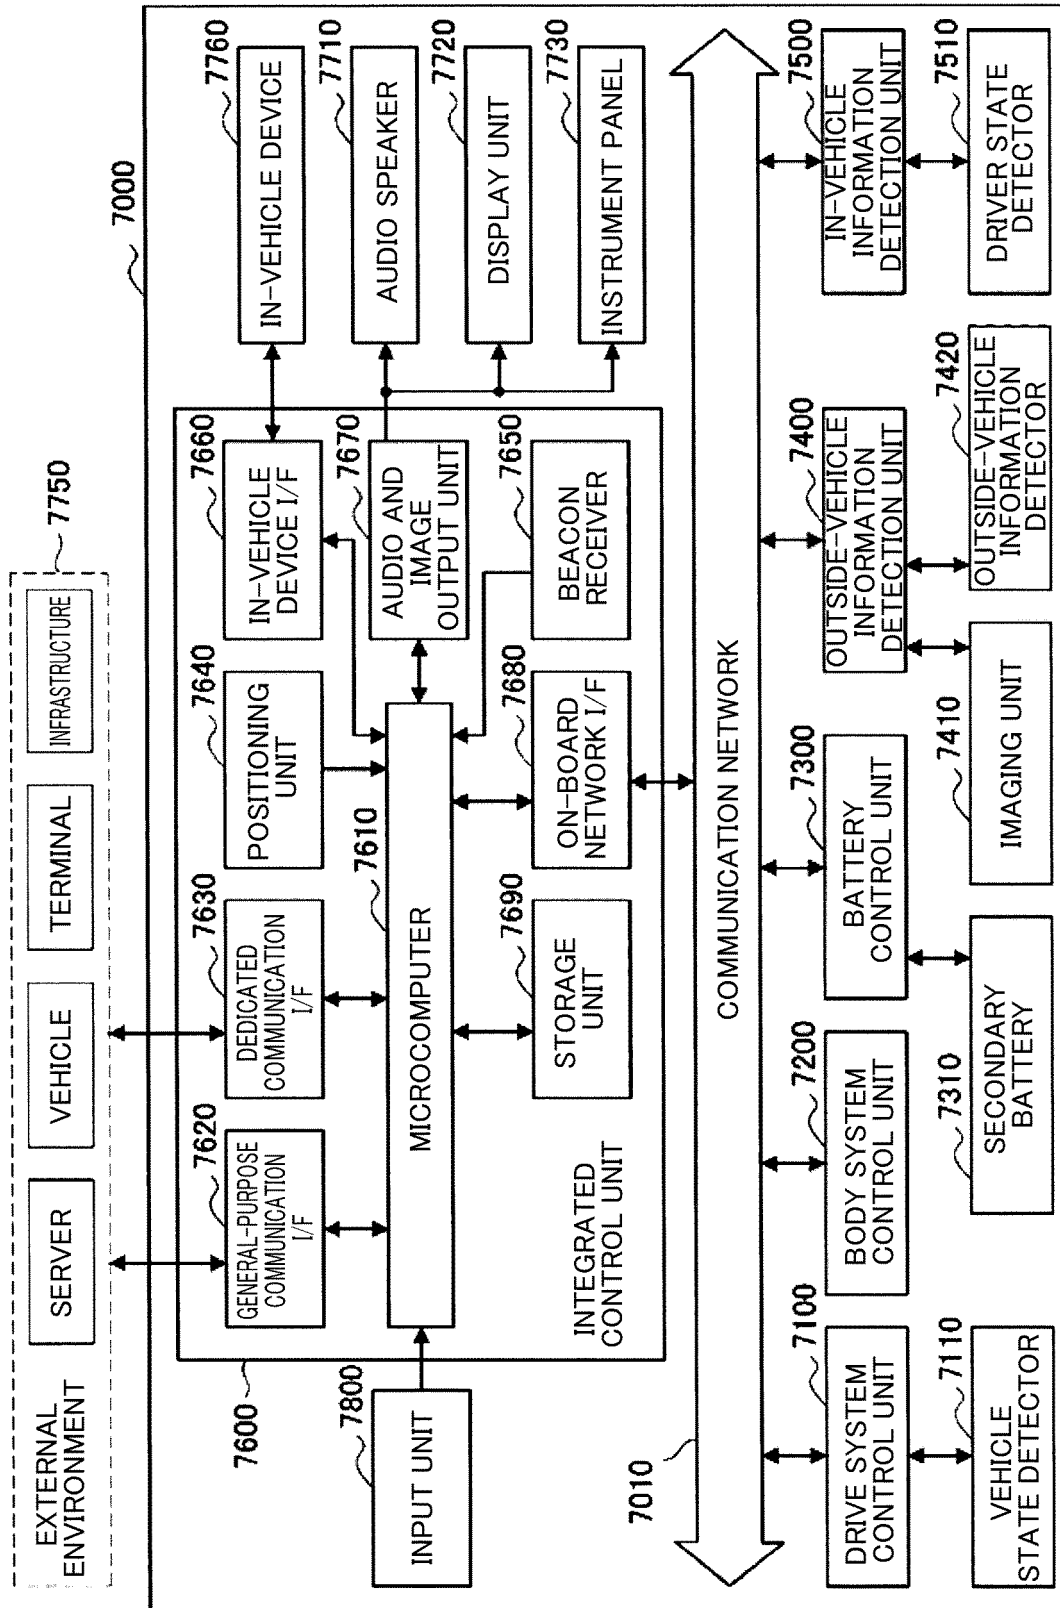 7000
EXTERNAL
ENVIRONMENT
SERVER
VEHICLE
TERMINAL
INFRASTRUCTURE
7750
7600
7620
GENERAL-PURPOSE
COMMUNICATION
I/F
7630
DEDICATED
COMMUNICATION
I/F
7640
POSITIONING
UNIT
7660
IN-VEHICLE
DEVICE I/F
7760
IN-VEHICLE DEVICE
7800
INPUT UNIT
7610
MICROCOMPUTER
7670
AUDIO AND
IMAGE
OUTPUT UNIT
7710
AUDIO SPEAKER
7720
DISPLAY UNIT
7730
INSTRUMENT PANEL
INTEGRATED
CONTROL UNIT
7690
STORAGE
UNIT
7680
ON-BOARD
NETWORK I/F
7650
BEACON
RECEIVER
7010
COMMUNICATION NETWORK
7100
DRIVE SYSTEM
CONTROL UNIT
7200
BODY SYSTEM
CONTROL UNIT
7300
BATTERY
CONTROL UNIT
7400
OUTSIDE-VEHICLE
INFORMATION
DETECTION UNIT
7500
IN-VEHICLE
INFORMATION
DETECTION UNIT
7110
VEHICLE
STATE DETECTOR
7310
SECONDARY
BATTERY
7410
IMAGING UNIT
7420
OUTSIDE-VEHICLE
INFORMATION
DETECTOR
7510
DRIVER STATE
DETECTOR